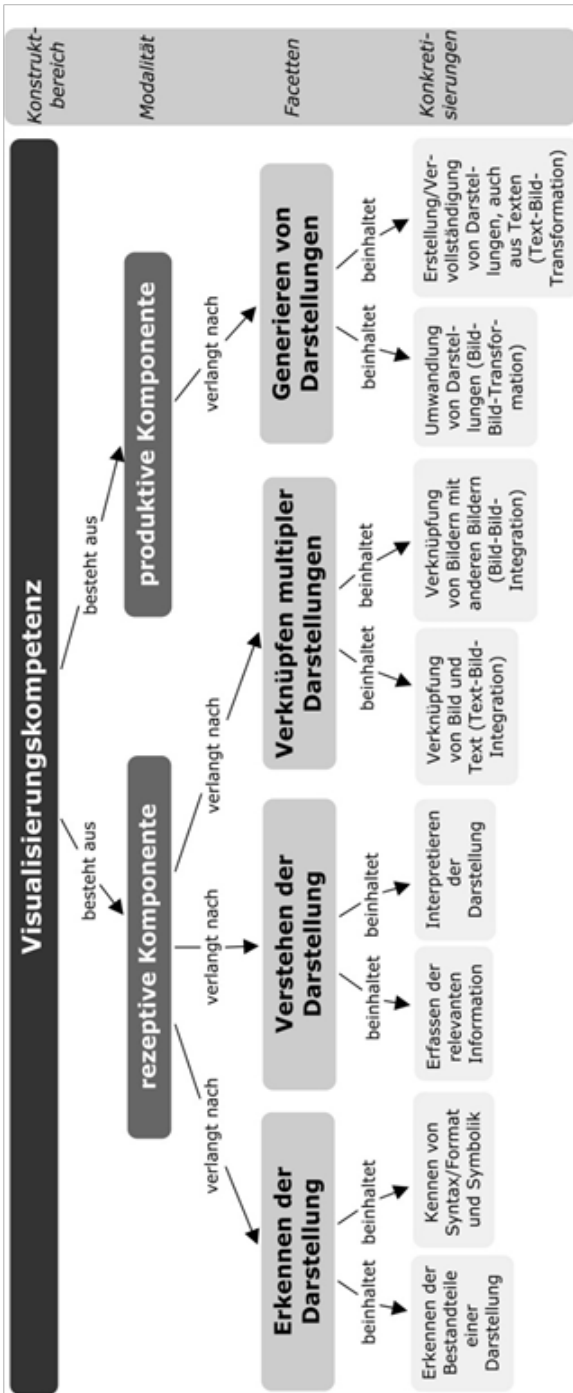 Visualisierungskompetenz
Konstrukt-
bereich
besteht aus
besteht aus
rezeptive Komponente
produktive Komponente
Modalität
verlangt nach
verlangt nach
verlangt nach
verlangt nach
Erkennen der
Darstellung
Verstehen der
Darstellung
Verknüpfen multipler
Darstellungen
Generieren von
Darstellungen
Facetten
beinhaltet
beinhaltet
beinhaltet
beinhaltet
beinhaltet
beinhaltet
beinhaltet
beinhaltet
Erkennen der
Bestandteile
einer
Darstellung
Kennen von
Syntax/Format
und Symbolik
Erfassen der
relevanten
Information
Interpretieren
der
Darstellung
Verknüpfung
von Bild und
Text (Text-Bild-
Integration)
Verknüpfung
von Bildern mit
anderen Bildern
(Bild-Bild-
Integration)
Umwandlung
von Darstel-
lungen (Bild-
Bild-Transfor-
mation)
Erstellung/Ver-
vollständigung
von Darstel-
lungen, auch
aus Texten
(Text-Bild-
Transformation)
Konkreti-
sierungen